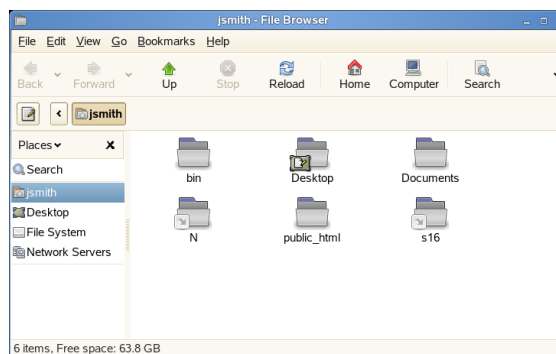 jsmith - File Browser
File Edit View Go Bookmarks Help
Back Forward Up Stop Reload Home Computer Search
jsmith
Places
Search
jsmith
Desktop
File System
Network Servers
bin Desktop Documents
N public_html s16
6 items, Free space: 63.8 GB